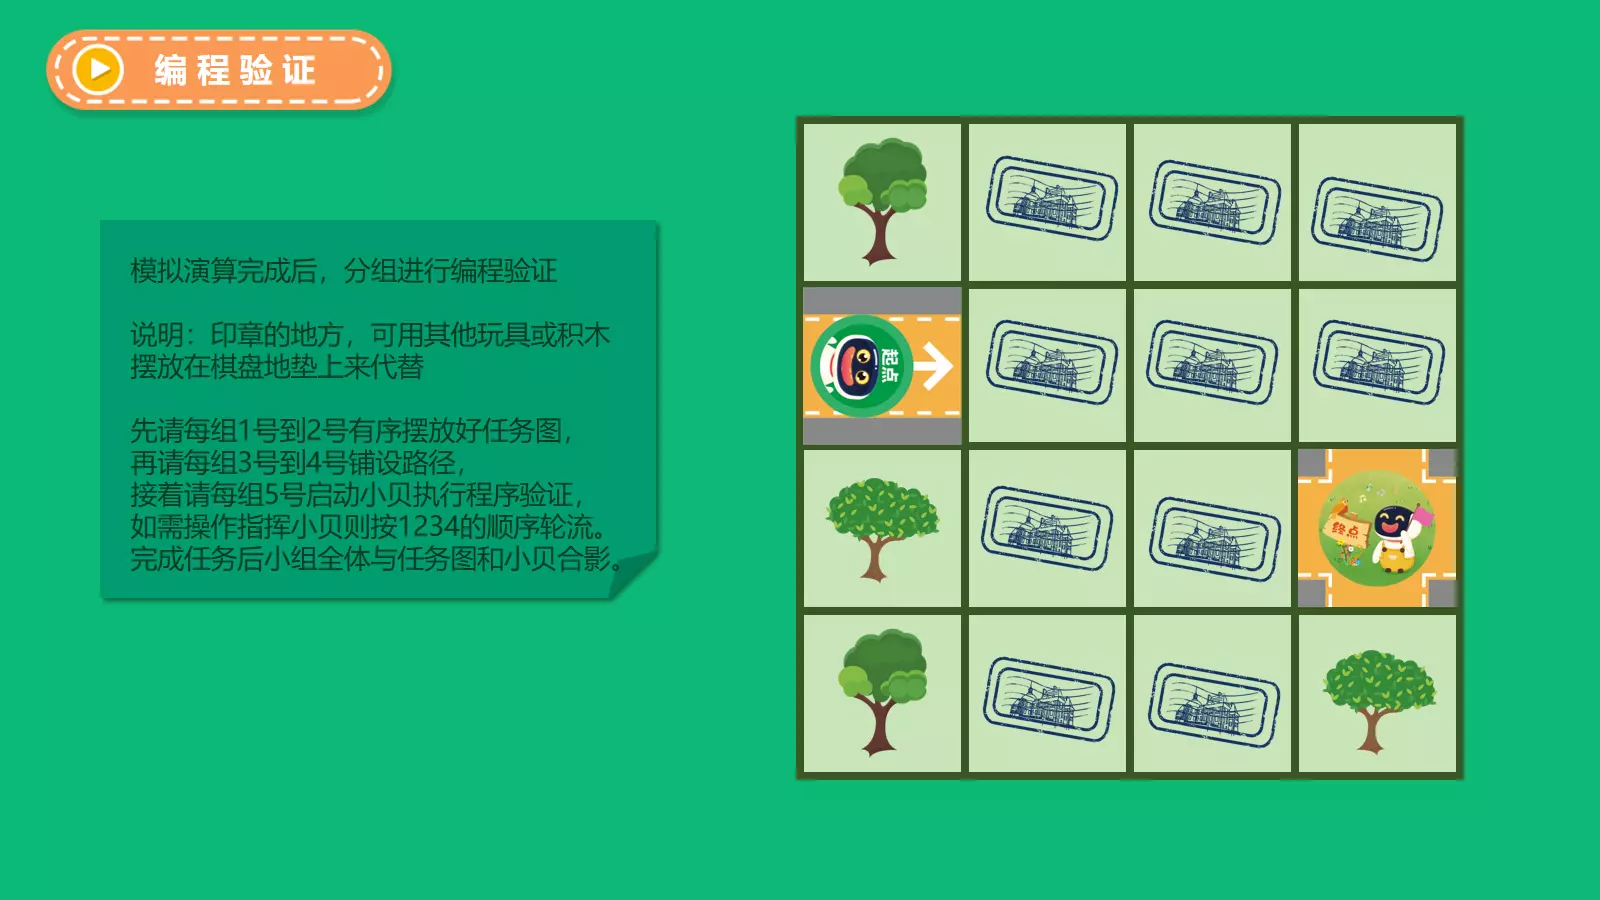 编程验证
模拟演算完成后，分组进行编程验证
说明：印章的地方，可用其他玩具或积木
摆放在棋盘地垫上来代替
先请每组1号到2号有序摆放好任务图，
再请每组3号到4号铺设路径，
接着请每组5号启动小贝执行程序验证，
如需操作指挥小贝则按1234的顺序轮流。
完成任务后小组全体与任务图和小贝合影。
起点
终点